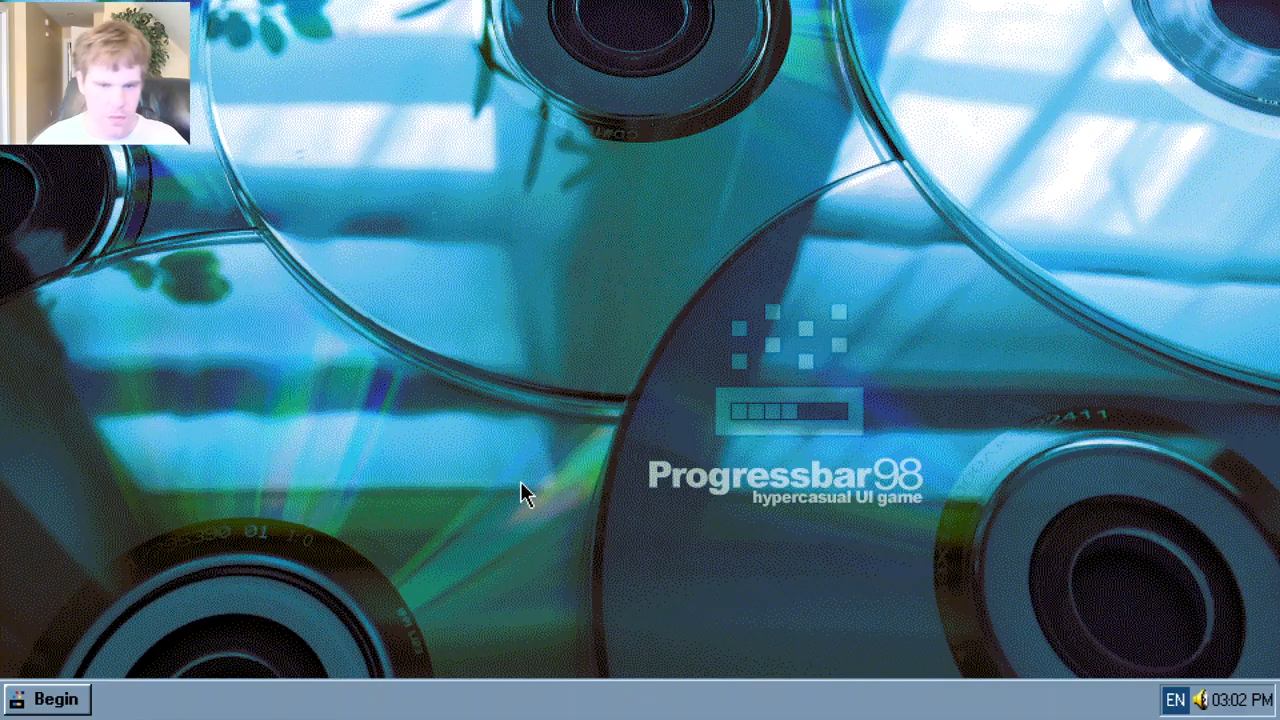 Progressbar98
hypercasual UI game
Begin
EN
03:02 PM